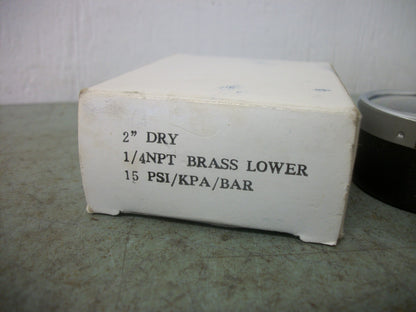 2" DRY
1/4NPT BRASS LOWER
15 PSI/KPA/BAR